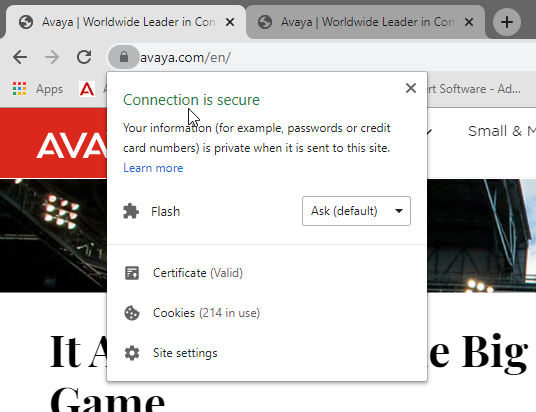 Avaya | Worldwide Leader in Con
Avaya | Worldwide Leader in Con
avaya.com/en/
Apps
ert Software - Ad...
Connection is secure
Your information (for example, passwords or credit
card numbers) is private when it is sent to this site.
Learn more
Flash
Ask (default)
Certificate (Valid)
Cookies (214 in use)
Site settings
AVAY
Small & M
It A
e Big
Game